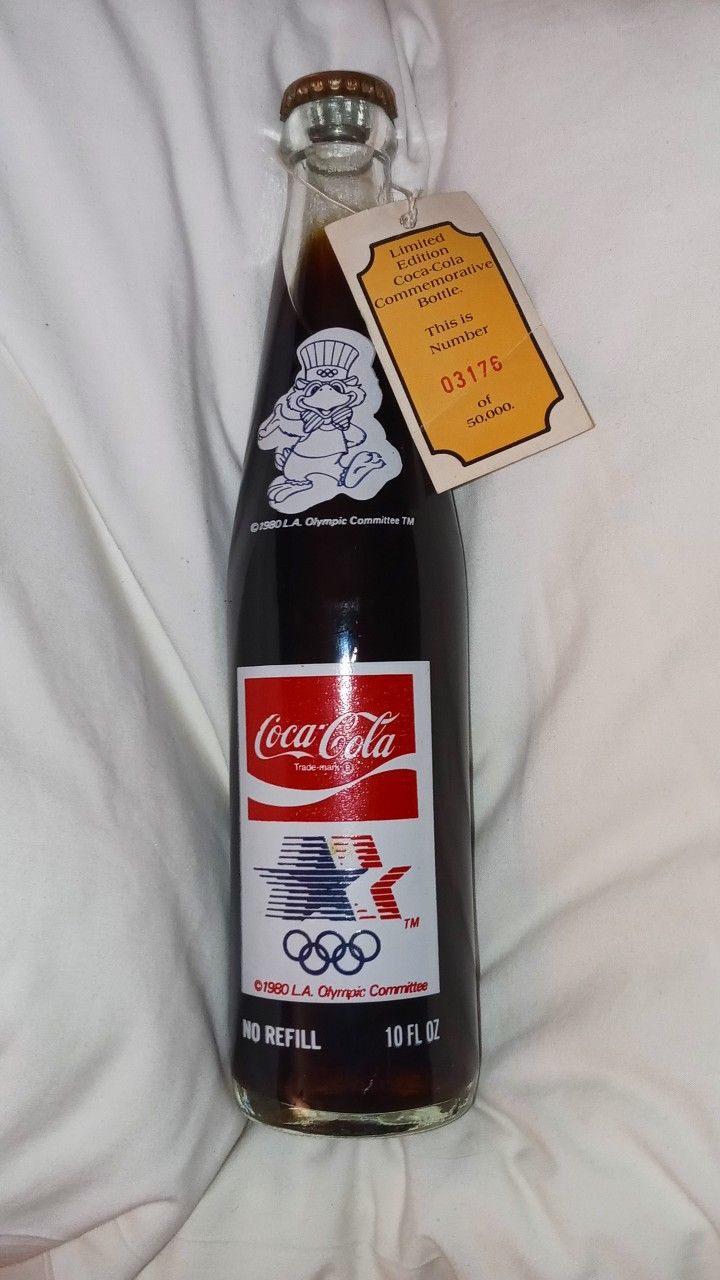 Limited
Edition
Coca-Cola
Commemorative
Bottle.
This is
Number
03176
of
50,000.
©1980 L.A. Olympic Committee TM
Coca-Cola
Trade-mark ®
TM
©1980 L.A. Olympic Committee
NO REFILL 10 FL OZ